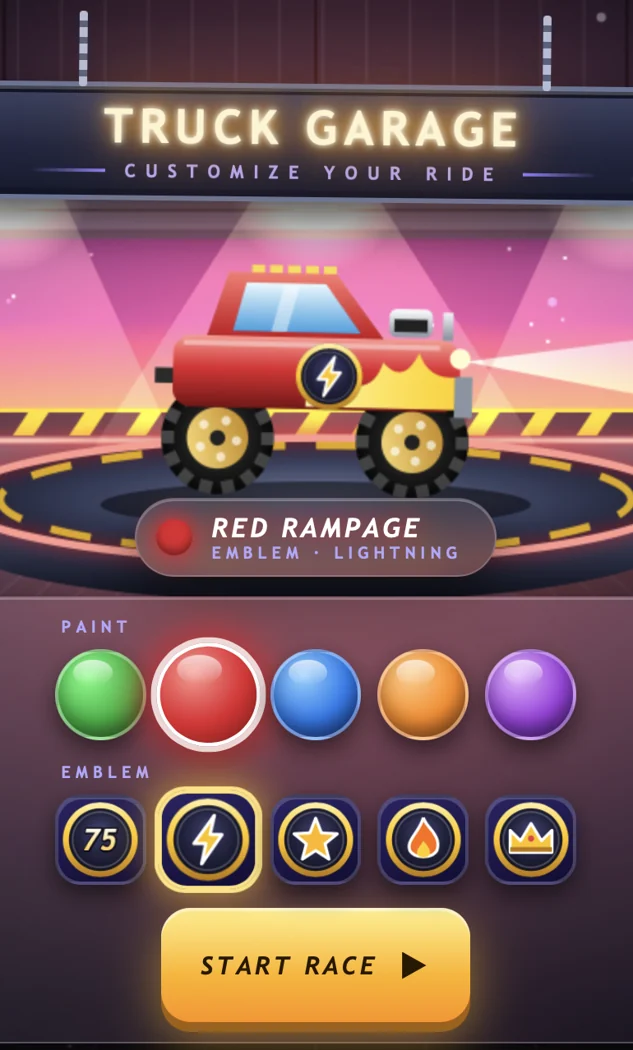 TRUCK GARAGE
CUSTOMIZE YOUR RIDE
RED RAMPAGE
EMBLEM · LIGHTNING
PAINT
EMBLEM
75
START RACE